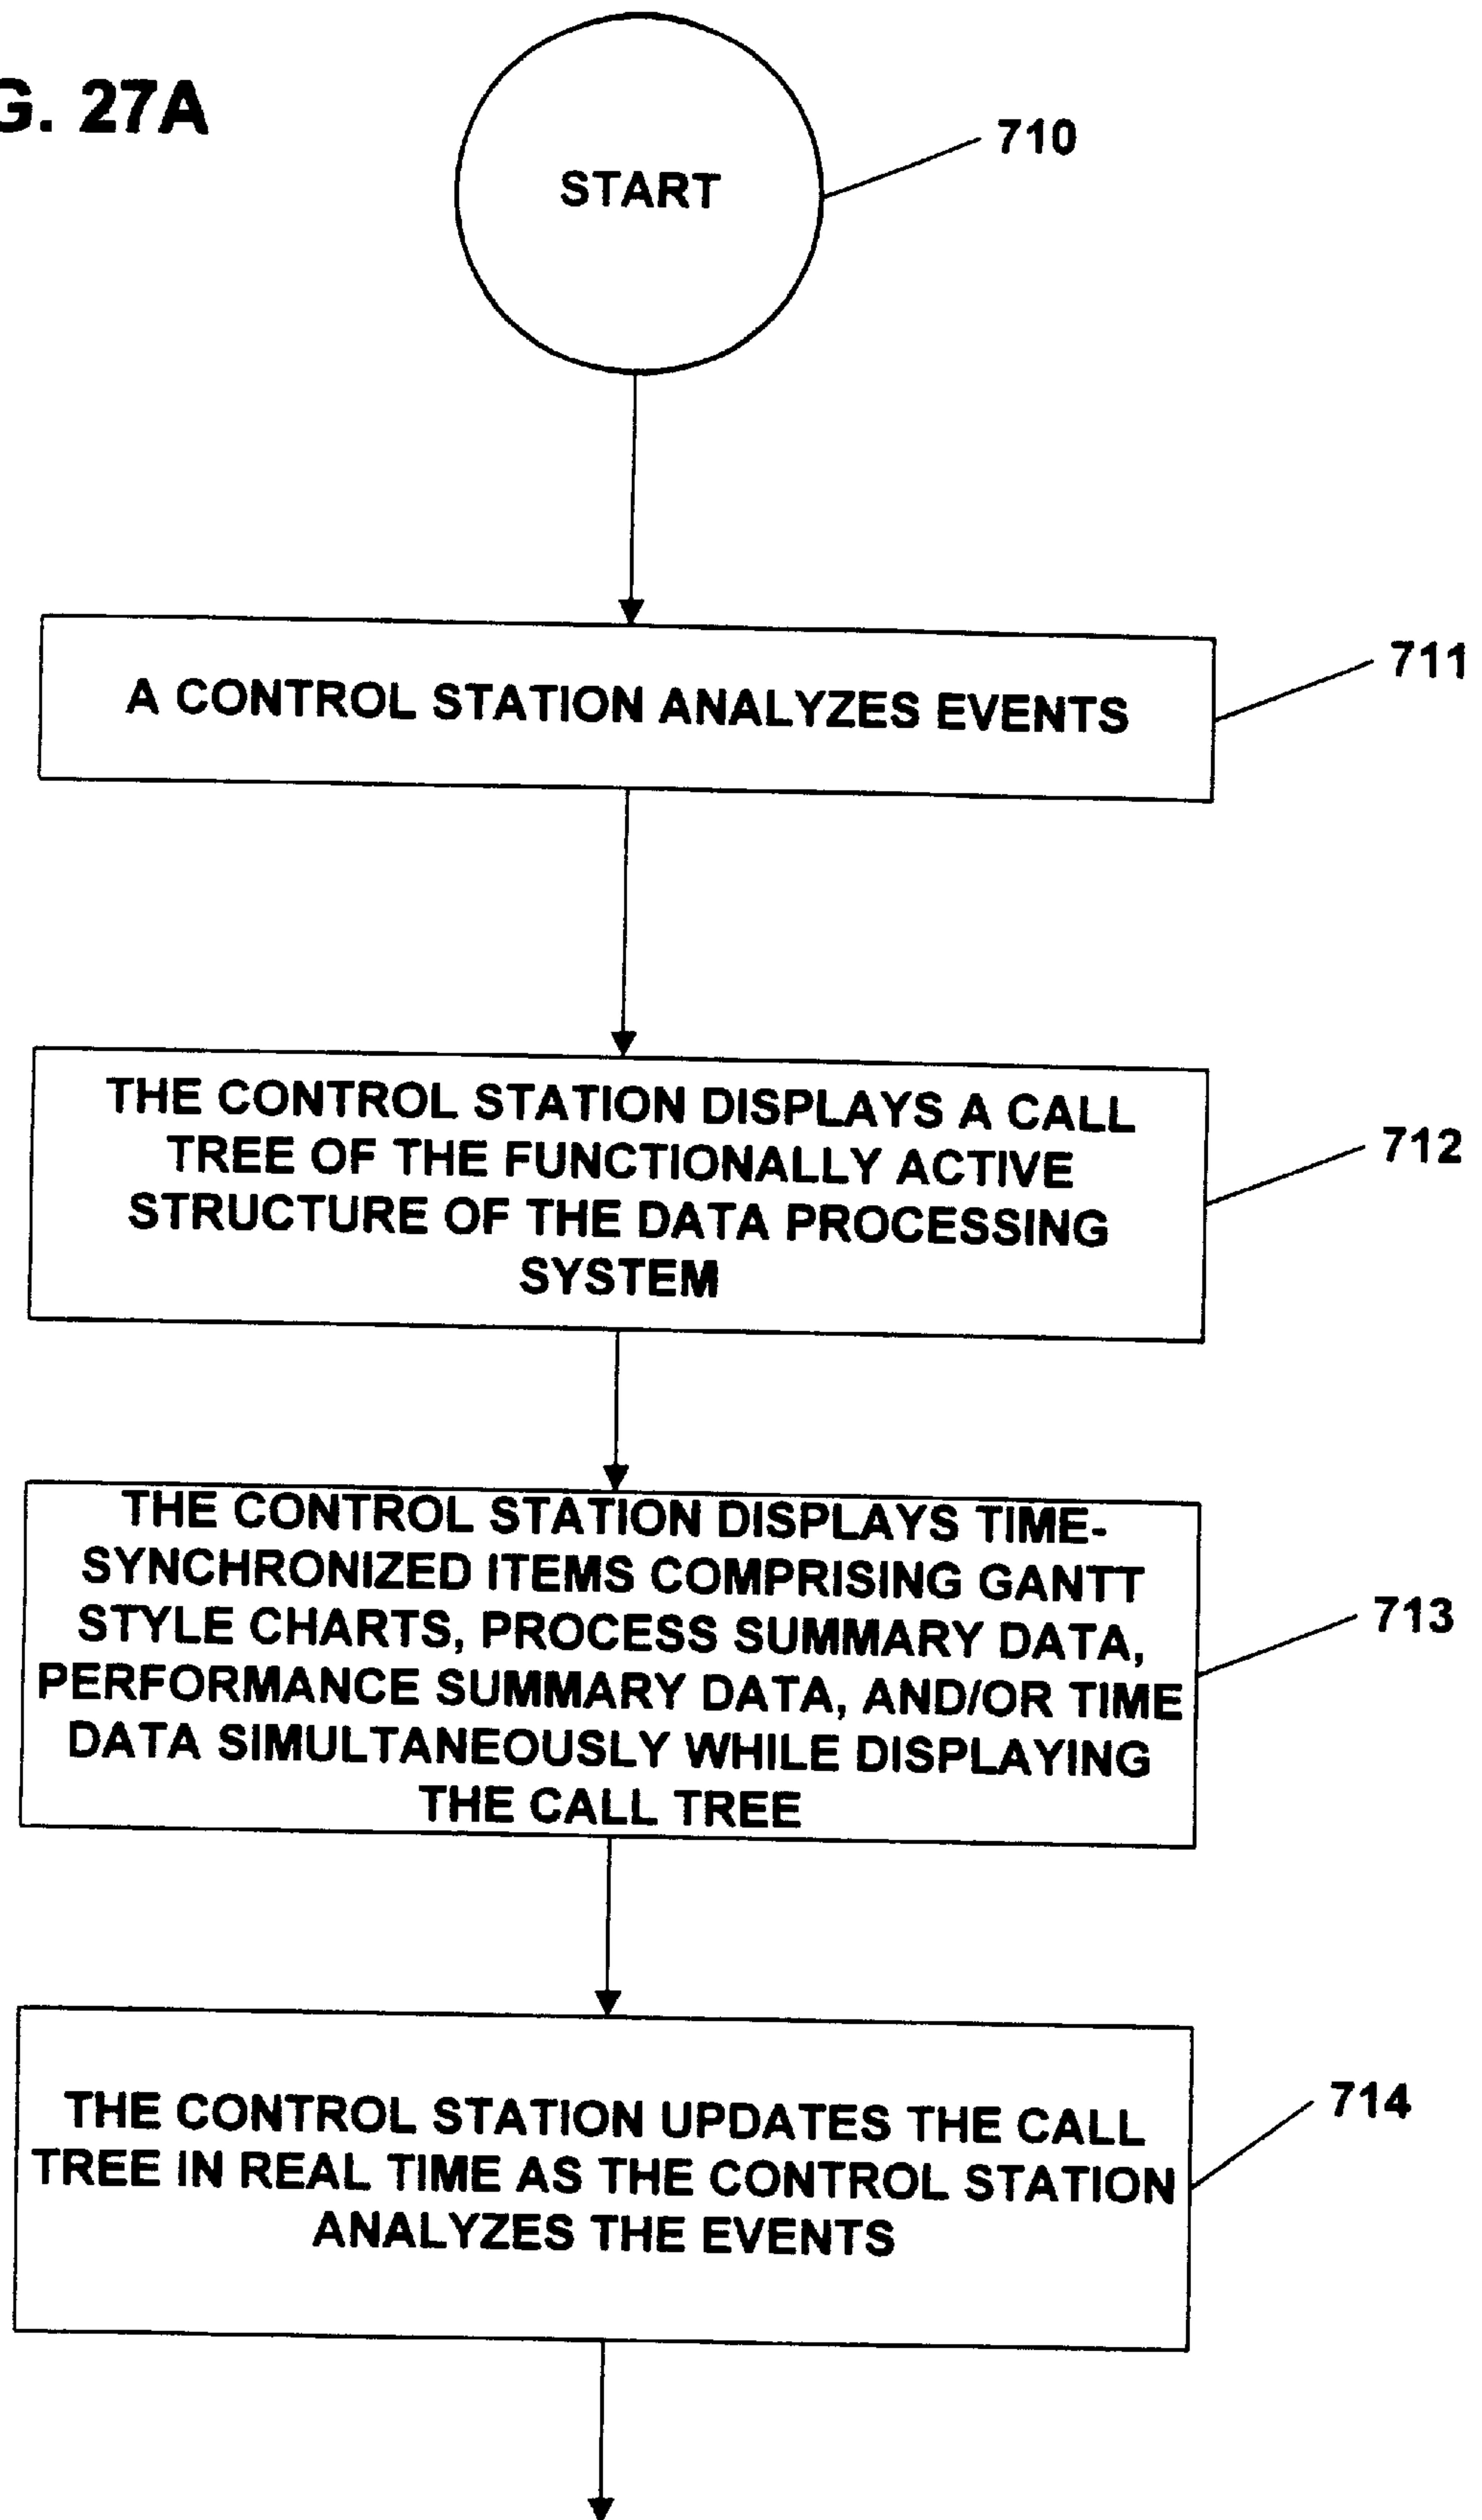 G. 27A
START
710
A CONTROL STATION ANALYZES EVENTS
711
THE CONTROL STATION DISPLAYS A CALL
TREE OF THE FUNCTIONALLY ACTIVE
STRUCTURE OF THE DATA PROCESSING
SYSTEM
712
THE CONTROL STATION DISPLAYS TIME-
SYNCHRONIZED ITEMS COMPRISING GANTT
STYLE CHARTS, PROCESS SUMMARY DATA,
PERFORMANCE SUMMARY DATA, AND/OR TIME
DATA SIMULTANEOUSLY WHILE DISPLAYING
THE CALL TREE
713
THE CONTROL STATION UPDATES THE CALL
TREE IN REAL TIME AS THE CONTROL STATION
ANALYZES THE EVENTS
714